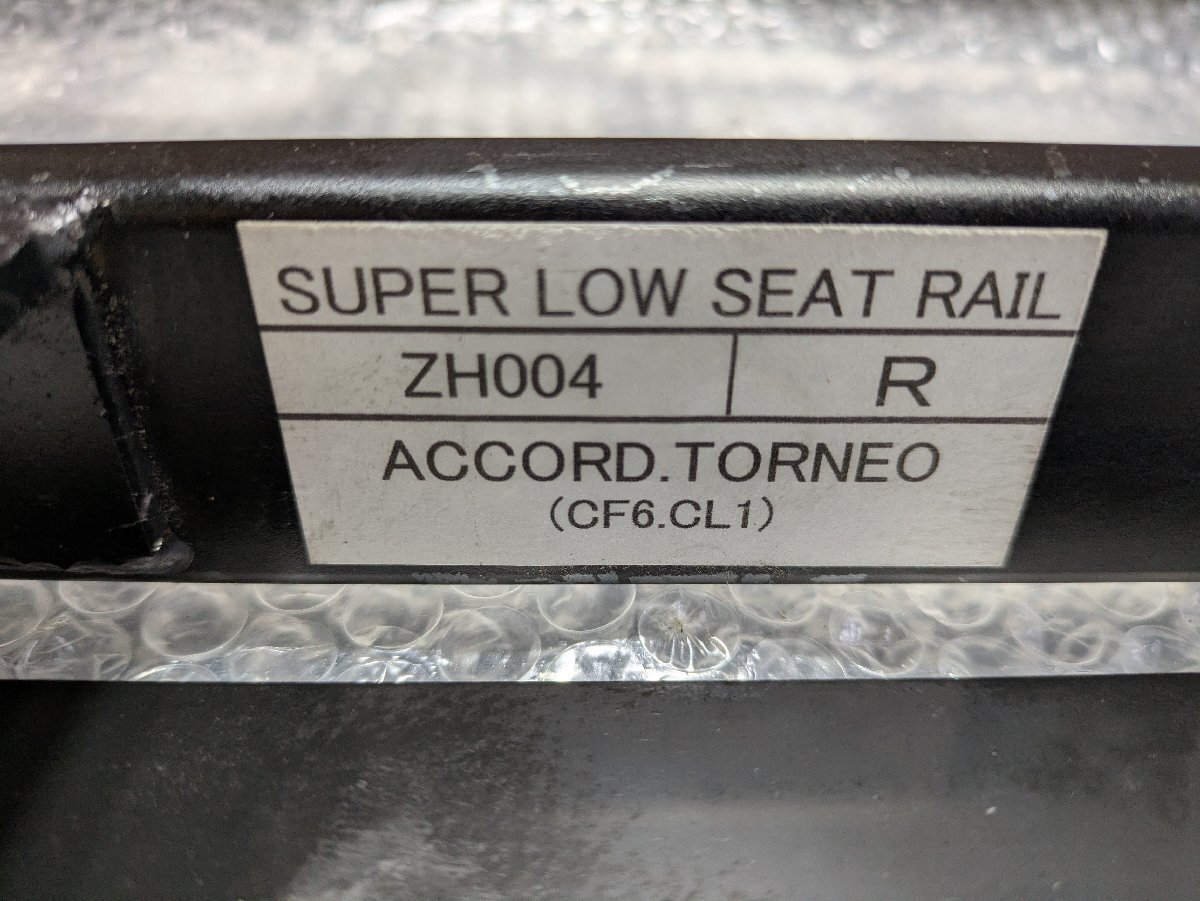 SUPER LOW SEAT RAIL
ZH004 R
ACCORD.TORNEO
(CF6.CL1)